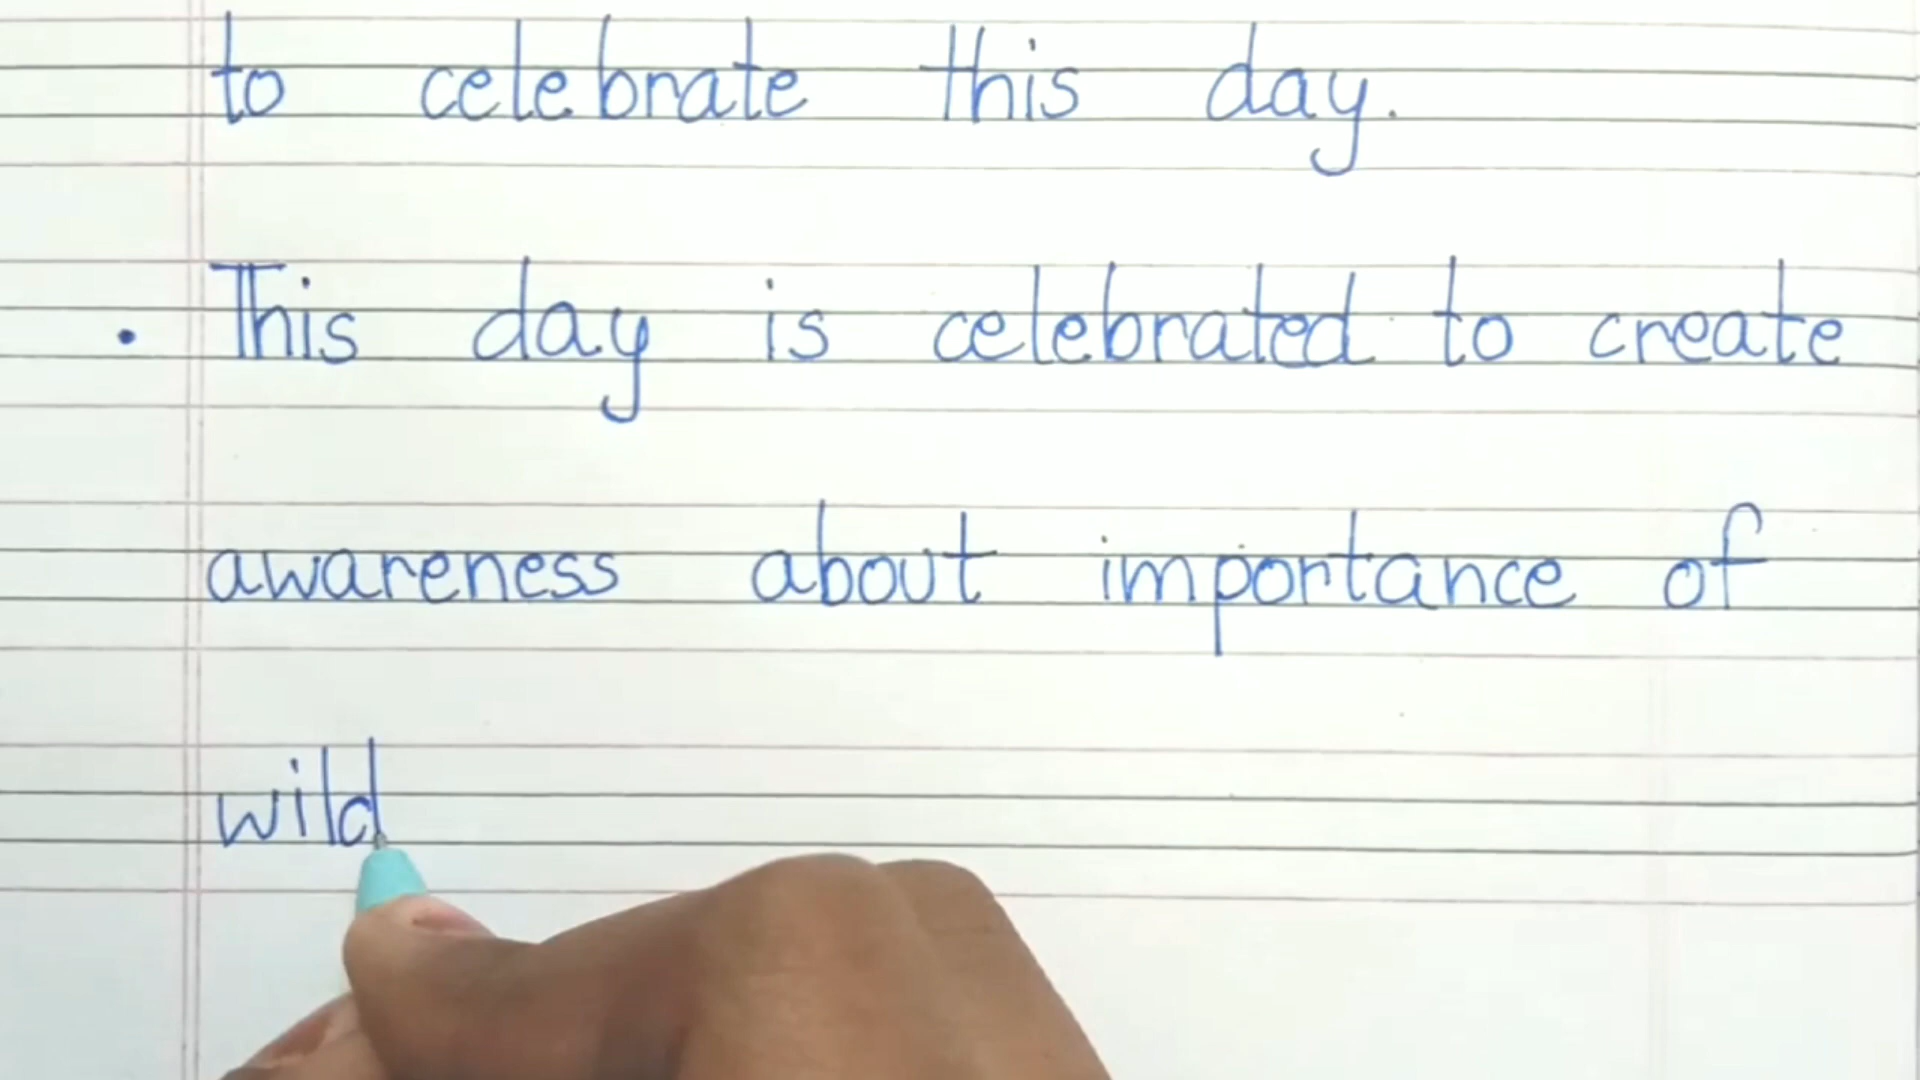 to celebrate this day.
• This day is celebrated to create
awareness about importance of
wild